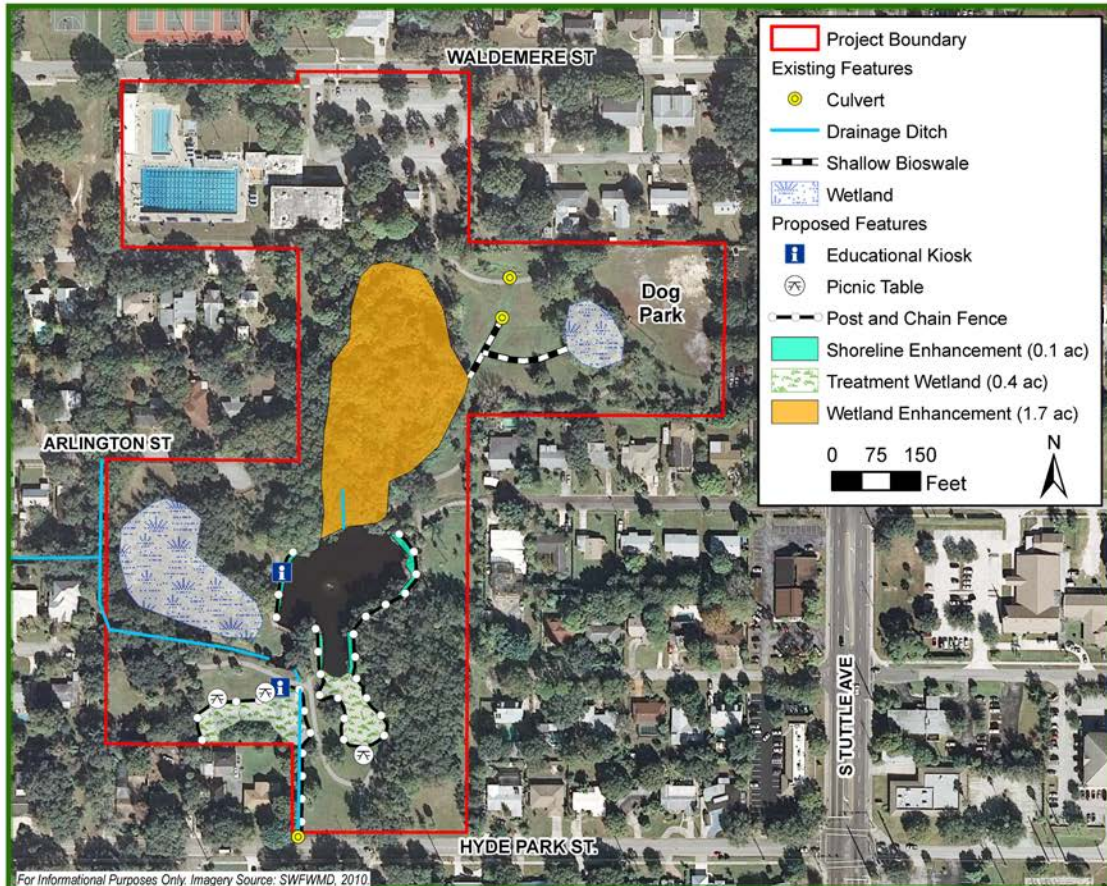 WALDEMERE ST
Dog
Park
ARLINGTON ST
S TUTTLE AVE
HYDE PARK ST.
Project Boundary
Existing Features
Culvert
Drainage Ditch
Shallow Bioswale
Wetland
Proposed Features
i Educational Kiosk
Picnic Table
Post and Chain Fence
Shoreline Enhancement (0.1 ac)
Treatment Wetland (0.4 ac)
Wetland Enhancement (1.7 ac)
0 75 150
Feet
N
i
i
For Informational Purposes Only. Imagery Source: SWFWMD, 2010.